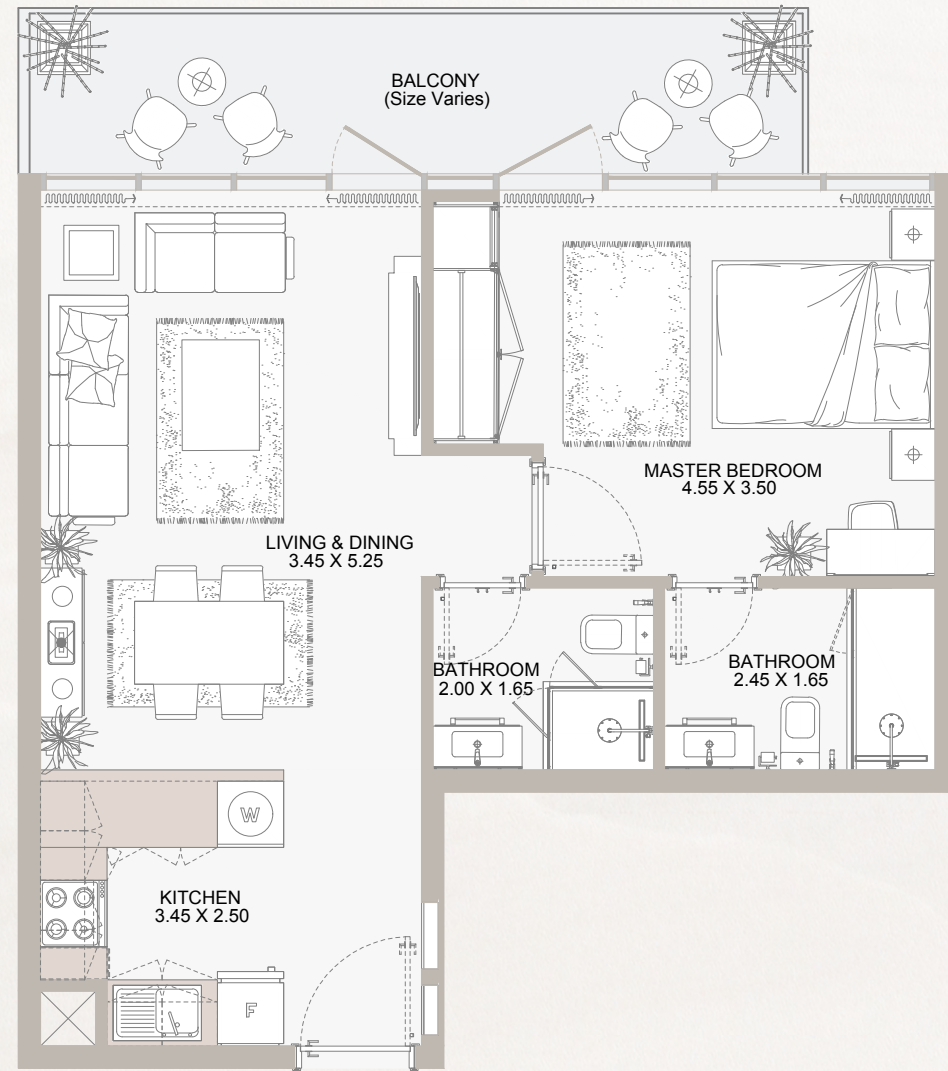 BALCONY
(Size Varies)
MASTER BEDROOM
4.55 X 3.50
LIVING & DINING
3.45 X 5.25
BATHROOM
2.00 X 1.65
BATHROOM
2.45 X 1.65
W
KITCHEN
3.45 X 2.50
F